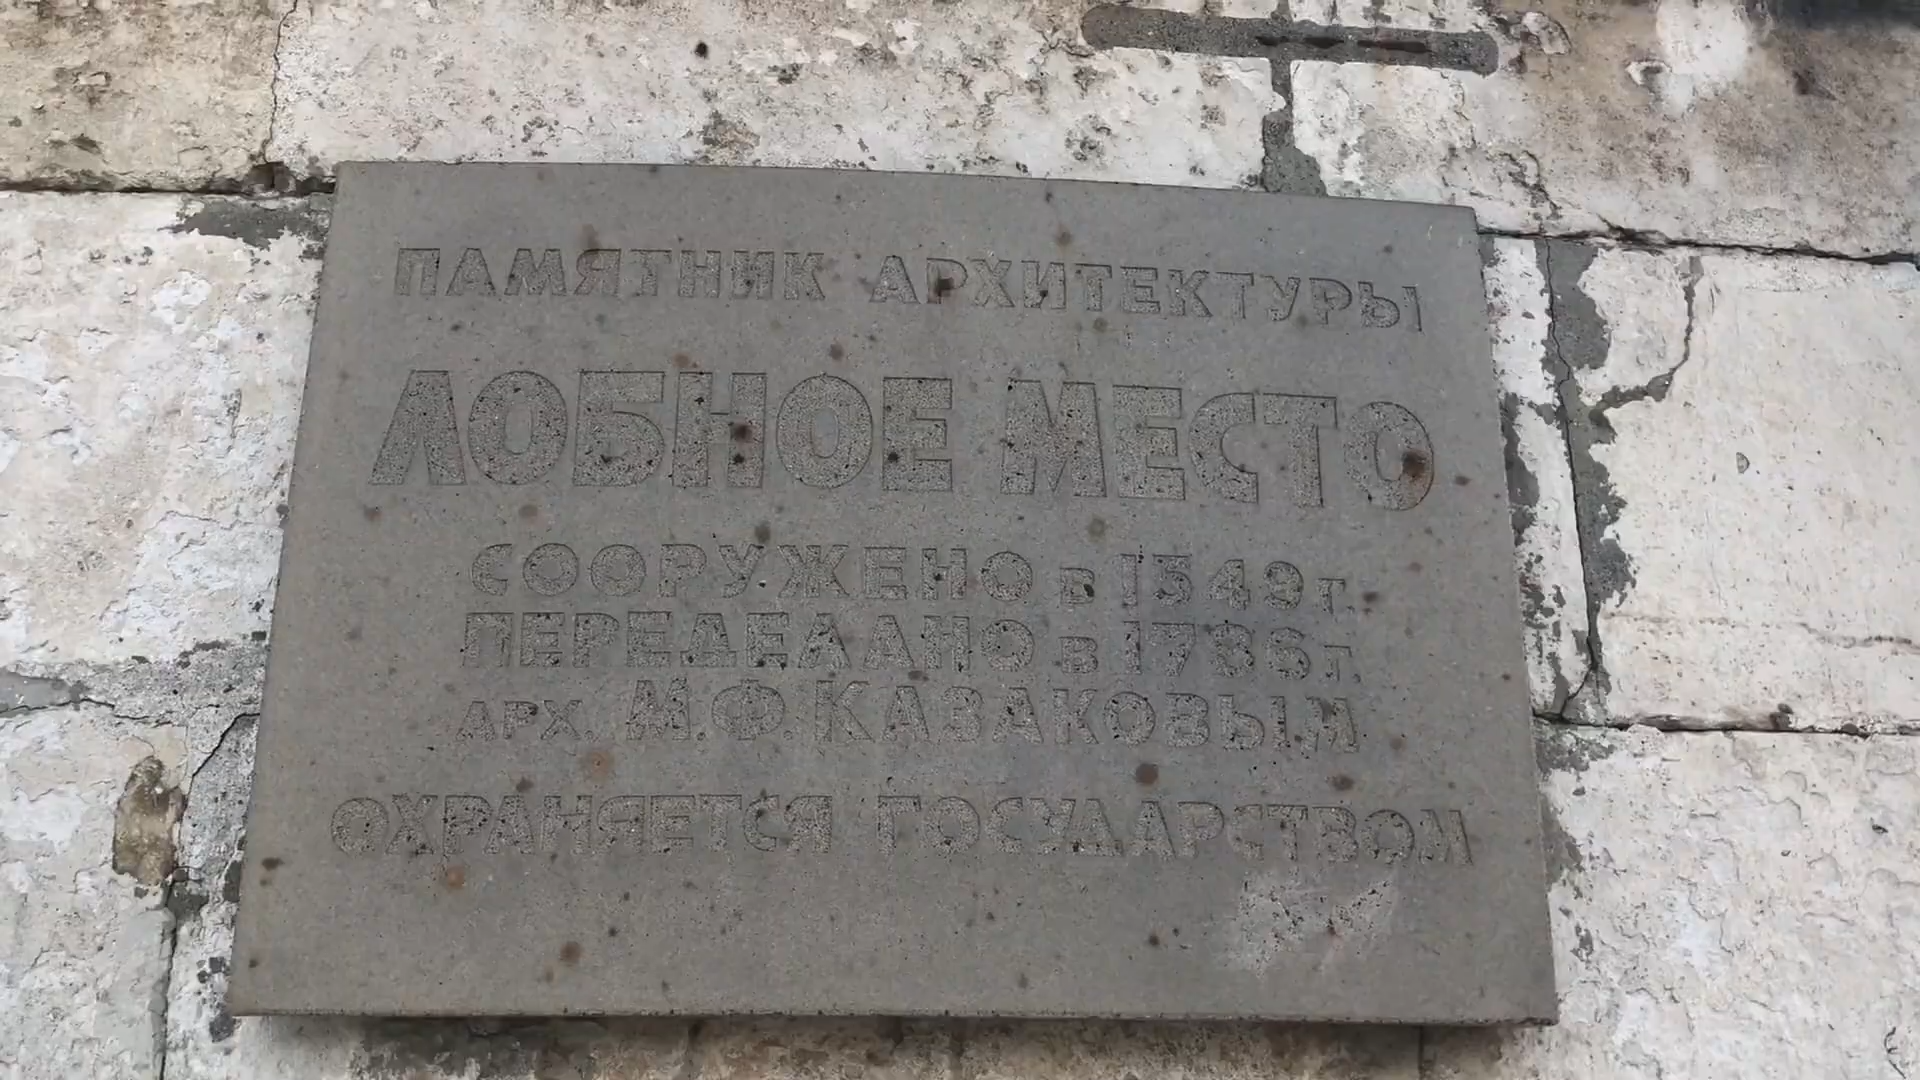 ПАМЯТНИК АРХИТЕКТУРЫ
ЛОБНОЕ МЕСТО
СООРУЖЕНО в 1549 г.
ПЕРЕДЕЛАНО в 1786 г.
АРХ. М.Ф. КАЗАКОВЫМ
ОХРАНЯЕТСЯ ГОСУДАРСТВОМ